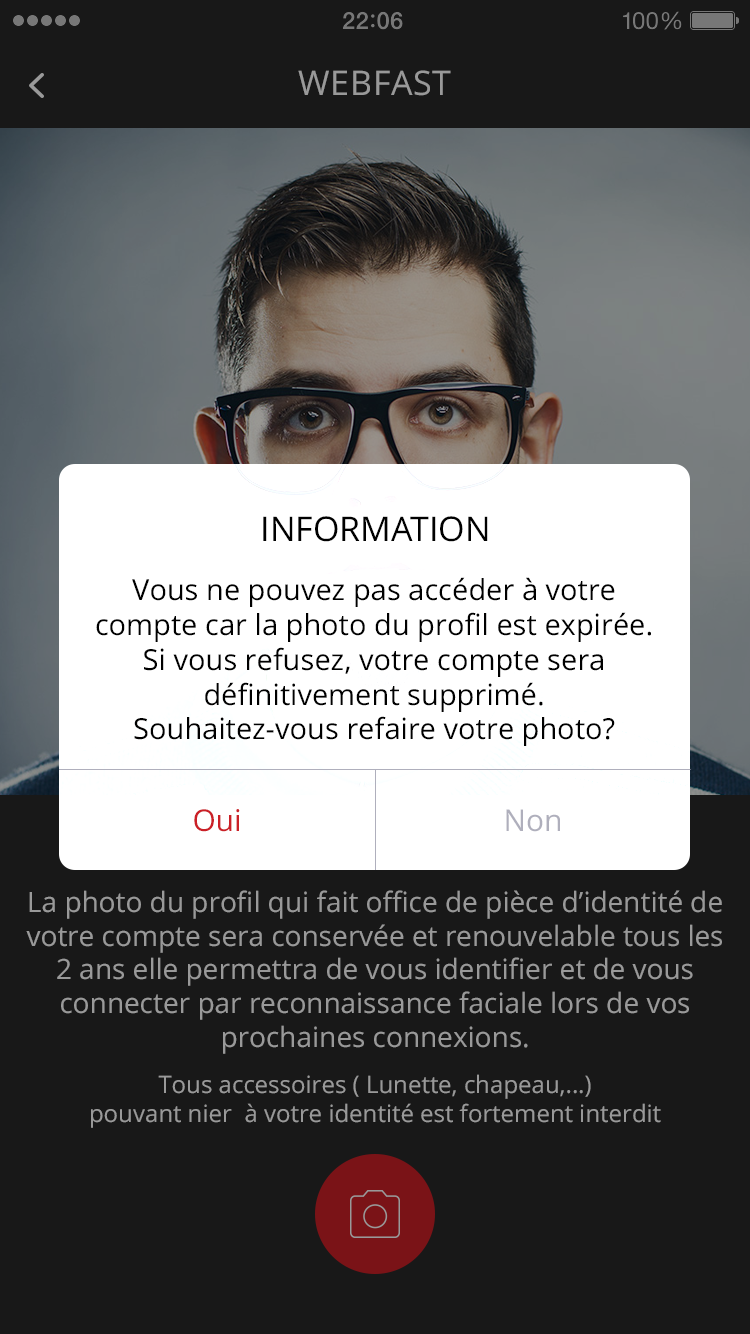 22:06 100%
WEBFAST
INFORMATION
Vous ne pouvez pas accéder à votre
compte car la photo du profil est expirée.
Si vous refusez, votre compte sera
définitivement supprimé.
Souhaitez-vous refaire votre photo?
Oui Non
La photo du profil qui fait office de pièce d’identité de
votre compte sera conservée et renouvelable tous les
2 ans elle permettra de vous identifier et de vous
connecter par reconnaissance faciale lors de vos
prochaines connexions.
Tous accessoires ( Lunette, chapeau,...)
pouvant nier à votre identité est fortement interdit